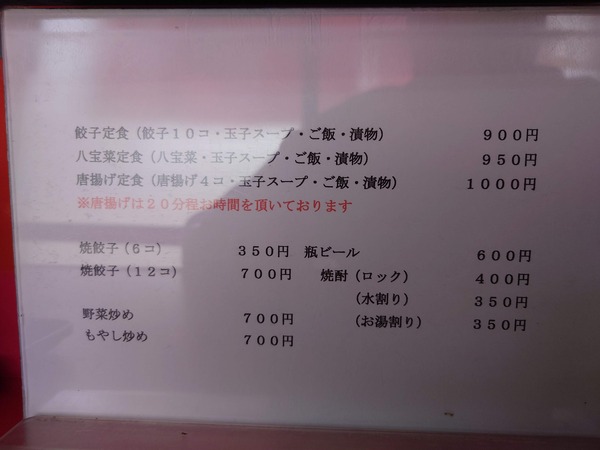 餃子定食（餃子１０コ・玉子スープ・ご飯・漬物） ９００円
八宝菜定食（八宝菜・玉子スープ・ご飯・漬物） ９５０円
唐揚げ定食（唐揚げ４コ・玉子スープ・ご飯・漬物） １０００円
※唐揚げは２０分程お時間を頂いております
焼餃子（６コ） ３５０円 瓶ビール ６００円
焼餃子（１２コ） ７００円 焼酎（ロック） ４００円
（水割り） ３５０円
野菜炒め ７００円 （お湯割り） ３５０円
もやし炒め ７００円